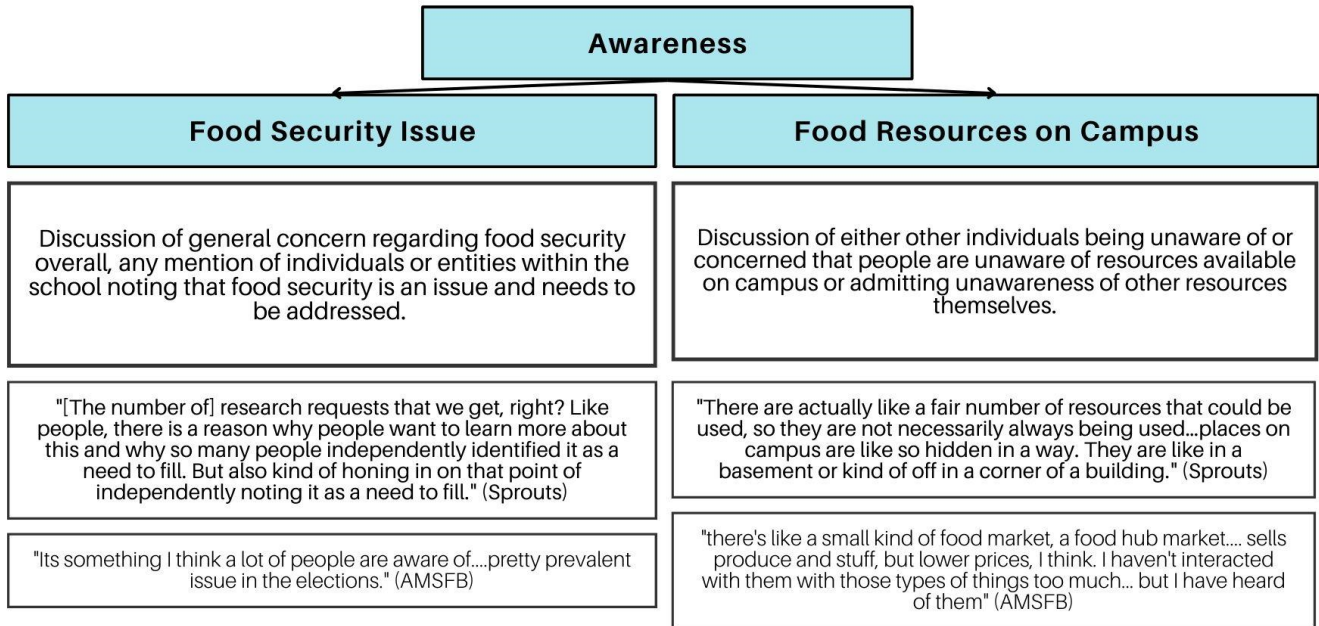 Awareness
Food Security Issue
Discussion of general concern regarding food security
overall, any mention of individuals or entities within the
school noting that food security is an issue and needs to
be addressed.
"[The number of] research requests that we get, right? Like
people, there is a reason why people want to learn more about
this and why so many people independently identified it as a
need to fill. But also kind of honing in on that point of
independently noting it as a need to fill." (Sprouts)
"Its something I think a lot of people are aware of....pretty prevalent
issue in the elections." (AMSFB)
Food Resources on Campus
Discussion of either other individuals being unaware of or
concerned that people are unaware of resources available
on campus or admitting unawareness of other resources
themselves.
"There are actually like a fair number of resources that could be
used, so they are not necessarily always being used...places on
campus are like so hidden in a way. They are like in a
basement or kind of off in a corner of a building." (Sprouts)
"there's like a small kind of food market, a food hub market.... sells
produce and stuff, but lower prices, I think. I haven't interacted
with them with those types of things too much... but I have heard
of them" (AMSFB)